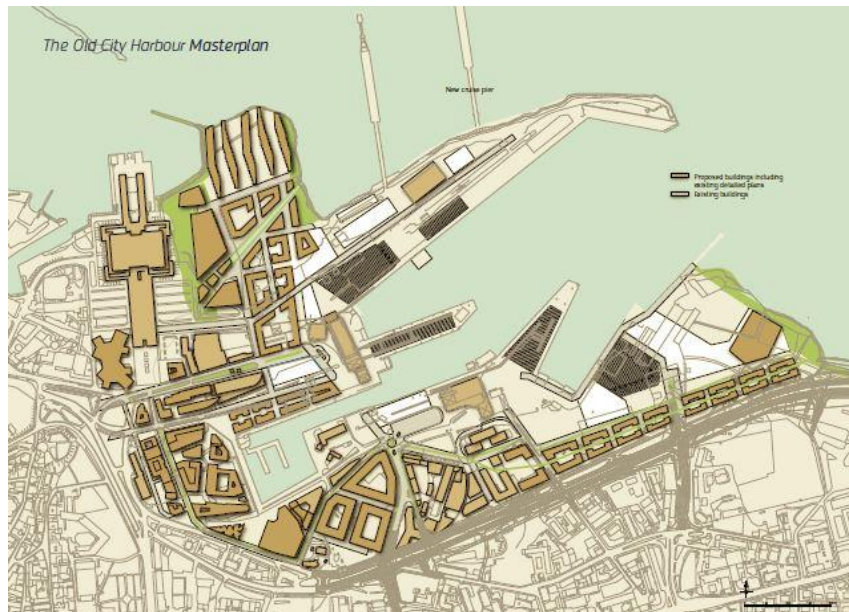 The Old City Harbour Masterplan
New cruise pier
Proposed buildings including
existing detailed plans
Existing buildings